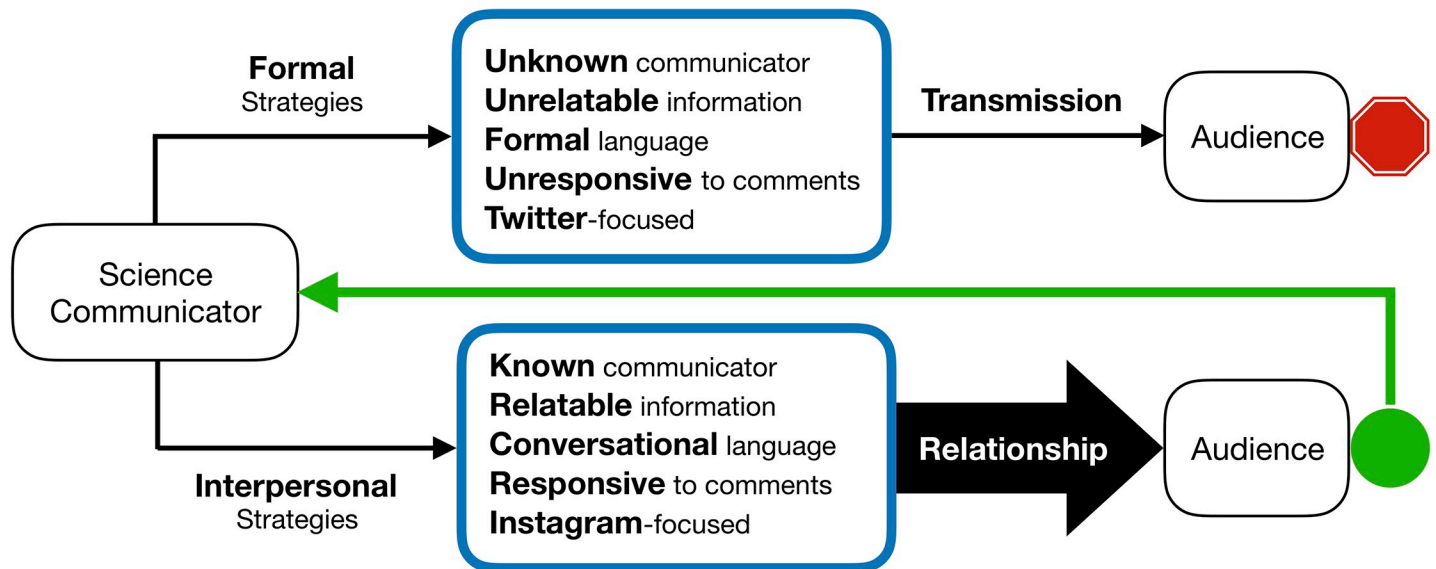 Formal
Strategies
Unknown communicator
Unrelatable information
Formal language
Unresponsive to comments
Twitter-focused
Transmission
Audience
Science
Communicator
Interpersonal
Strategies
Known communicator
Relatable information
Conversational language
Responsive to comments
Instagram-focused
Relationship
Audience